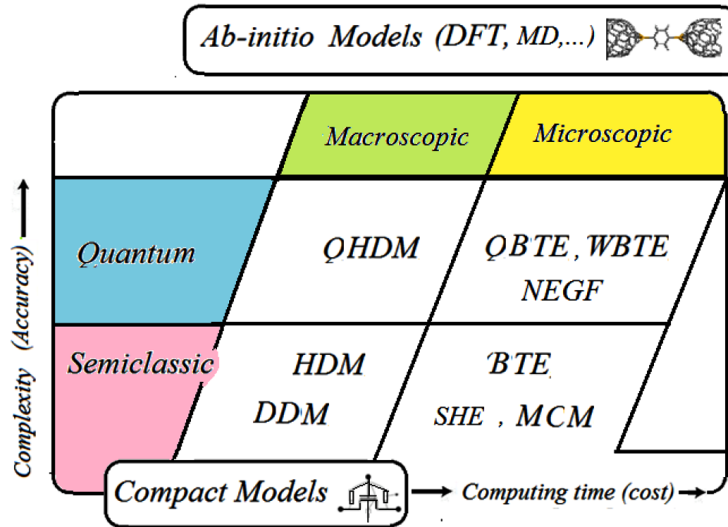 Ab-initio Models (DFT, MD,...)
Macroscopic
Microscopic
Complexity (Accuracy)
Quantum
QHDM
QBTE, WBTE
NEGF
Semiclassic
HDM
BTE
DDM
SHE , MCM
Compact Models
Computing time (cost)